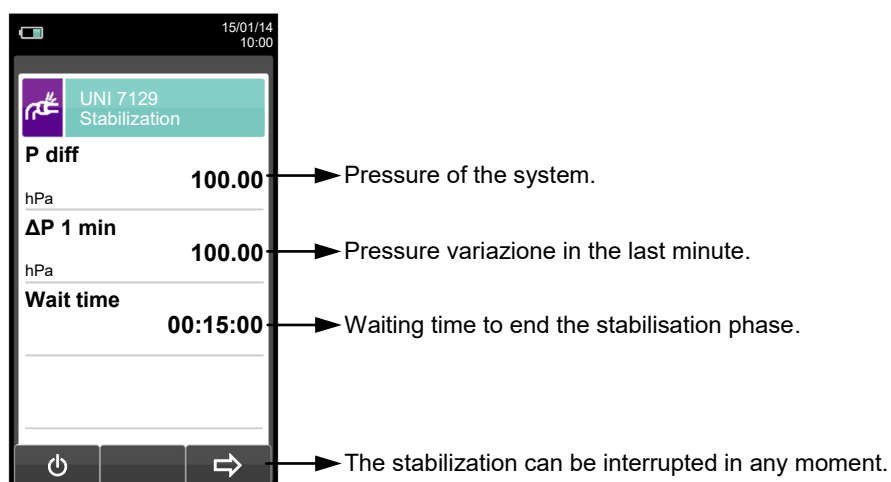 15/01/14
10:00
UNI 7129
Stabilization
P diff
100.00
hPa
Pressure of the system.
ΔP 1 min
100.00
hPa
Pressure variazione in the last minute.
Wait time
00:15:00
Waiting time to end the stabilisation phase.
The stabilization can be interrupted in any moment.